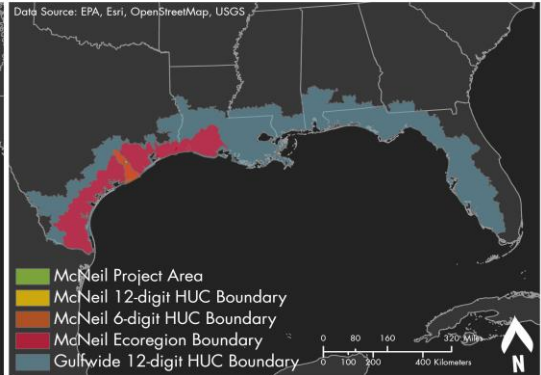 Data Source: EPA, Esri, OpenStreetMap, USGS
McNeil Project Area
McNeil 12-digit HUC Boundary
McNeil 6-digit HUC Boundary
McNeil Ecoregion Boundary
Gulfwide 12-digit HUC Boundary
0 80 160 320 Miles
0 100 200 400 Kilometers
N